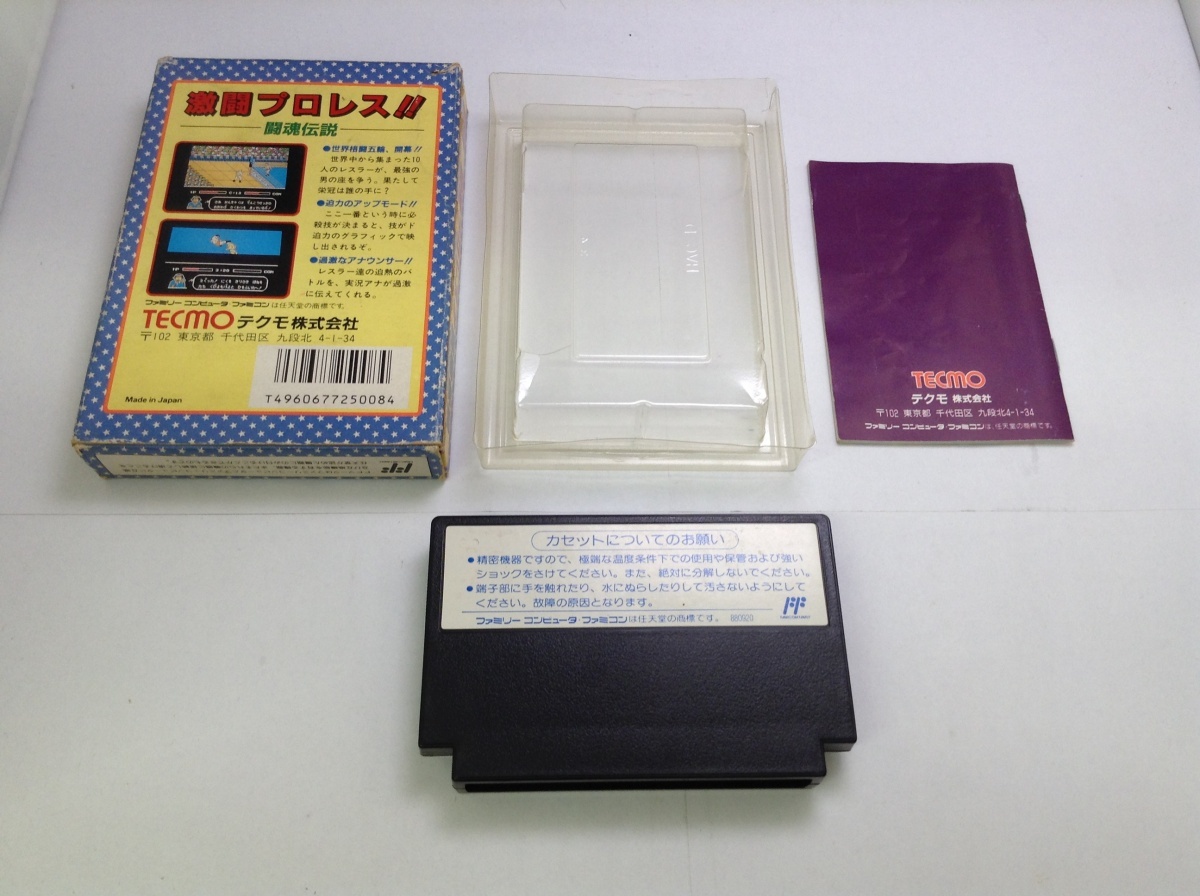 激闘プロレス!!
闘魂伝説
●世界格闘五輪、開幕!!
世界中から集まった10
人のレスラーが、最強の
男の座を争う。果たして
栄冠は誰の手に?
●迫力のアップモード!!
ここ一番という時に必
殺技が決まると、技がド
迫力のグラフィックで映
し出されるぞ。
●過激なアナウンサー!!
レスラー達の迫熱のバ
トルを、実況アナが過激
に伝えてくれる。
ファミリー コンピュータ ファミコンは任天堂の商標です。
TECMO テクモ株式会社
〒102 東京都 千代田区 九段北 4-1-34
Made in Japan
T4960677250084
TECMO
テクモ 株式会社
〒102 東京都 千代田区 九段北4-1-34
ファミリー コンピュータ・ファミコンは、任天堂の商標です。
カセットについてのお願い
●精密機器ですので、極端な温度条件下での使用や保管および強い
ショックをさけてください。また、絶対に分解しないでください。
●端子部に手を触れたり、水にぬらしたりして汚さないようにして
ください。故障の原因となります。
ファミリー コンピュータ・ファミコンは任天堂の商標です。 880920